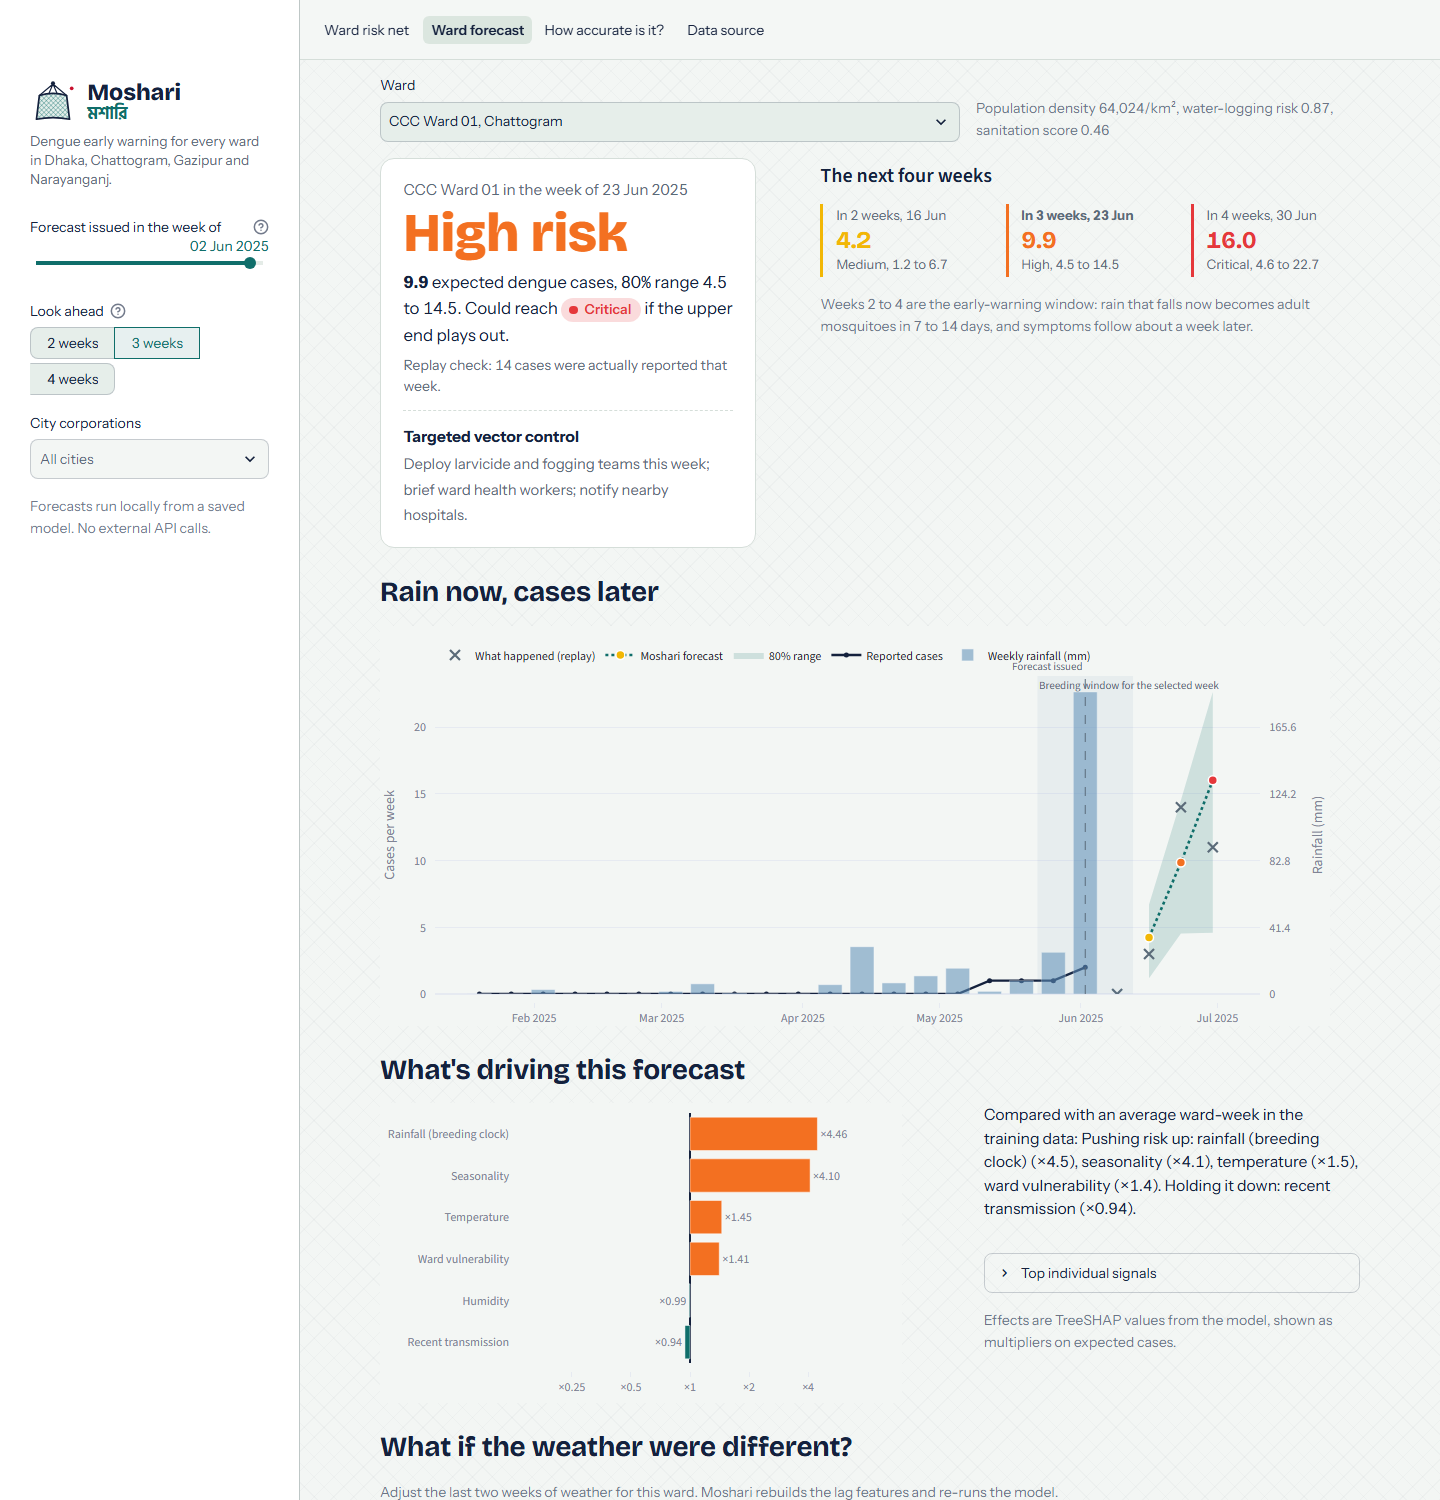 Ward risk net
Ward forecast
How accurate is it?
Data source
Moshari
মশারি
Dengue early warning for every ward
in Dhaka, Chattogram, Gazipur and
Narayanganj.
Forecast issued in the week of
02 Jun 2025
Look ahead
2 weeks
3 weeks
4 weeks
City corporations
All cities
Forecasts run locally from a saved
model. No external API calls.
Ward
CCC Ward 01, Chattogram
Population density 64,024/km², water-logging risk 0.87,
sanitation score 0.46
CCC Ward 01 in the week of 23 Jun 2025
High risk
9.9 expected dengue cases, 80% range 4.5
to 14.5. Could reach Critical if the upper
end plays out.
Replay check: 14 cases were actually reported that
week.
Targeted vector control
Deploy larvicide and fogging teams this week;
brief ward health workers; notify nearby
hospitals.
The next four weeks
In 2 weeks, 16 Jun
4.2
Medium, 1.2 to 6.7
In 3 weeks, 23 Jun
9.9
High, 4.5 to 14.5
In 4 weeks, 30 Jun
16.0
Critical, 4.6 to 22.7
Weeks 2 to 4 are the early-warning window: rain that falls now becomes adult
mosquitoes in 7 to 14 days, and symptoms follow about a week later.
Rain now, cases later
What happened (replay)
Moshari forecast
80% range
Reported cases
Weekly rainfall (mm)
Forecast issued
Breeding window for the selected week
Cases per week
20
15
10
5
0
165.6
124.2
82.8
41.4
0
Rainfall (mm)
Feb 2025
Mar 2025
Apr 2025
May 2025
Jun 2025
Jul 2025
What's driving this forecast
Rainfall (breeding clock)
×4.46
Seasonality
×4.10
Temperature
×1.45
Ward vulnerability
×1.41
Humidity
×0.99
Recent transmission
×0.94
×0.25
×0.5
×1
×2
×4
Compared with an average ward-week in the
training data: Pushing risk up: rainfall (breeding
clock) (×4.5), seasonality (×4.1), temperature (×1.5),
ward vulnerability (×1.4). Holding it down: recent
transmission (×0.94).
Top individual signals
Effects are TreeSHAP values from the model, shown as
multipliers on expected cases.
What if the weather were different?
Adjust the last two weeks of weather for this ward. Moshari rebuilds the lag features and re-runs the model.